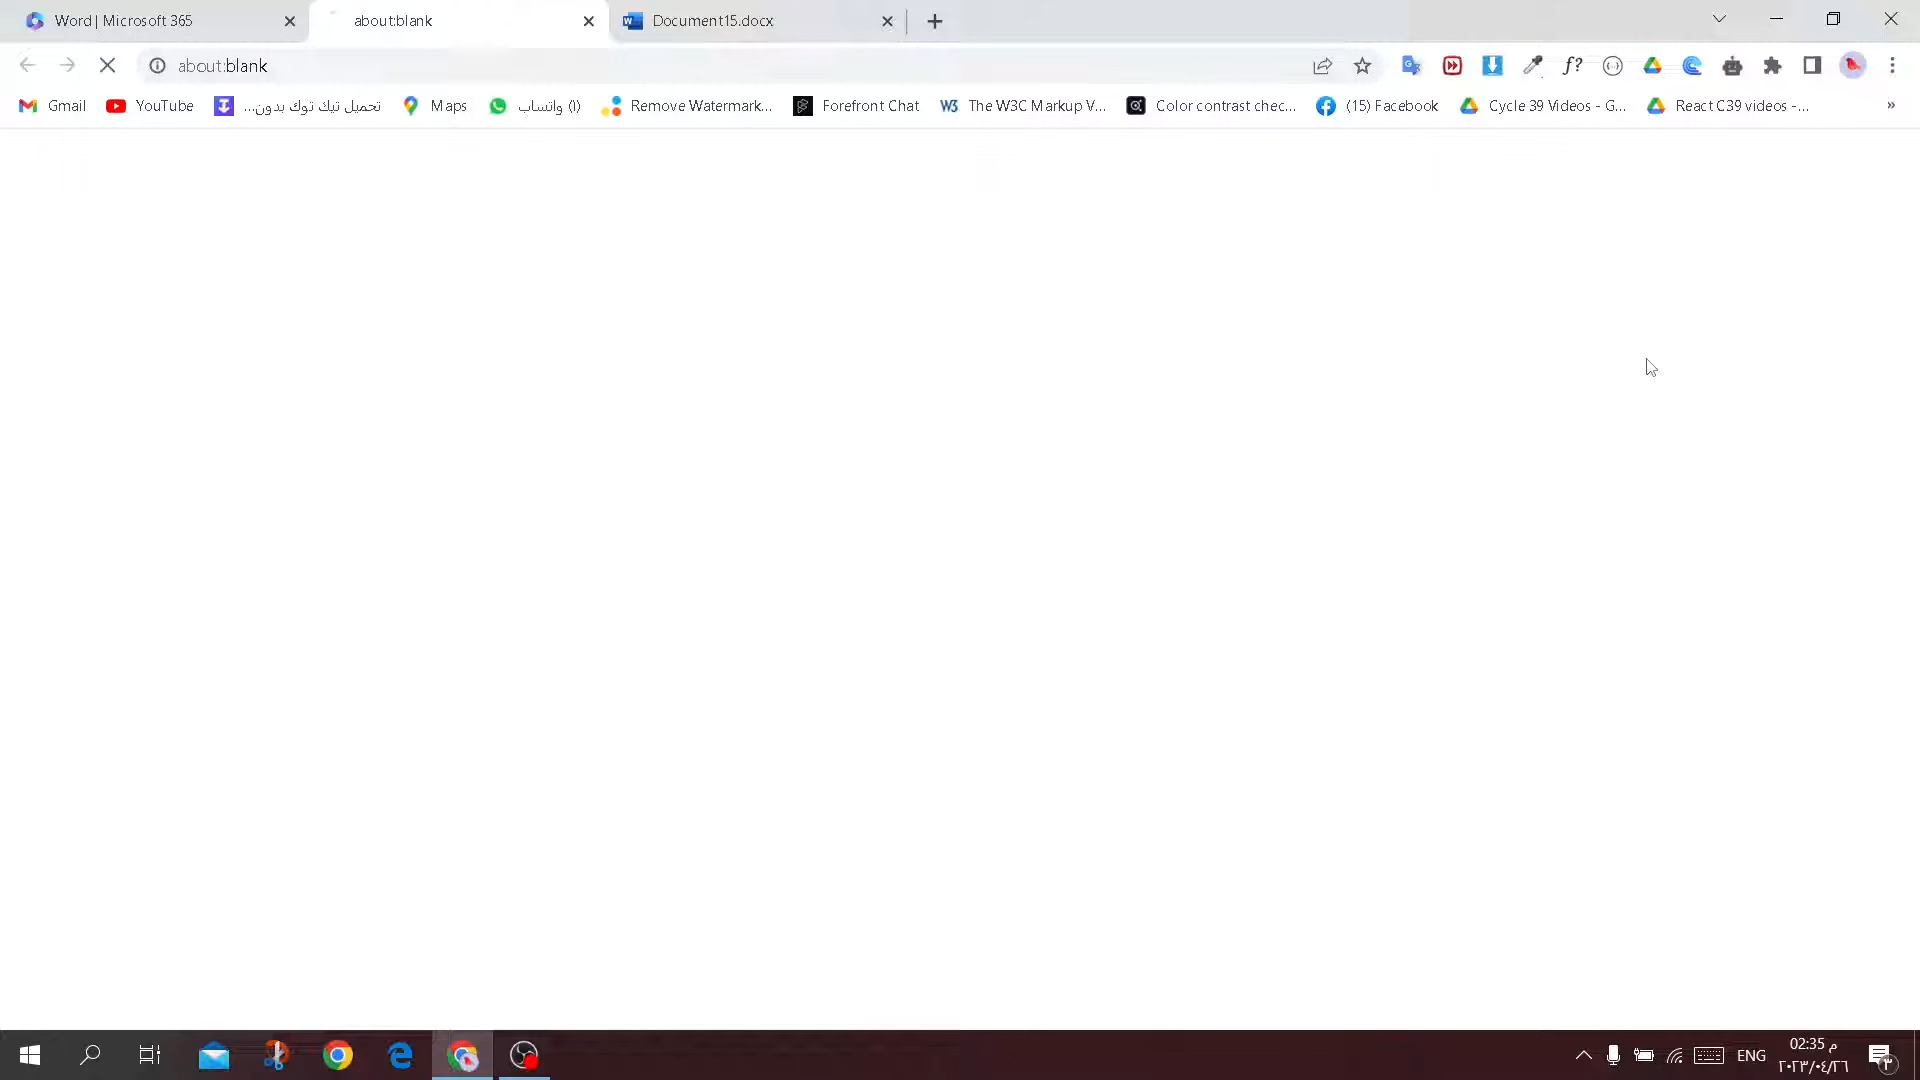 Word | Microsoft 365
about:blank
Document15.docx
about:blank
Gmail
YouTube
تحميل تيك توك بدون...
Maps
(١) واتساب
Remove Watermark...
Forefront Chat
The W3C Markup V...
Color contrast chec...
(15) Facebook
Cycle 39 Videos - G...
React C39 videos -...
»
ENG
02:35 م
٢٠٢٣/٠٤/٢٦
٣